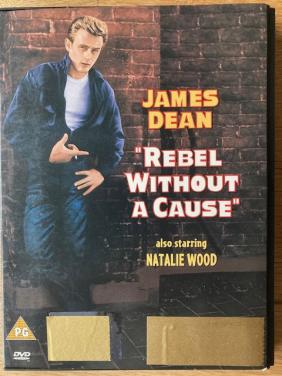 JAMES
DEAN
"REBEL
WITHOUT
A CAUSE"
also starring
NATALIE WOOD
PG
DVD